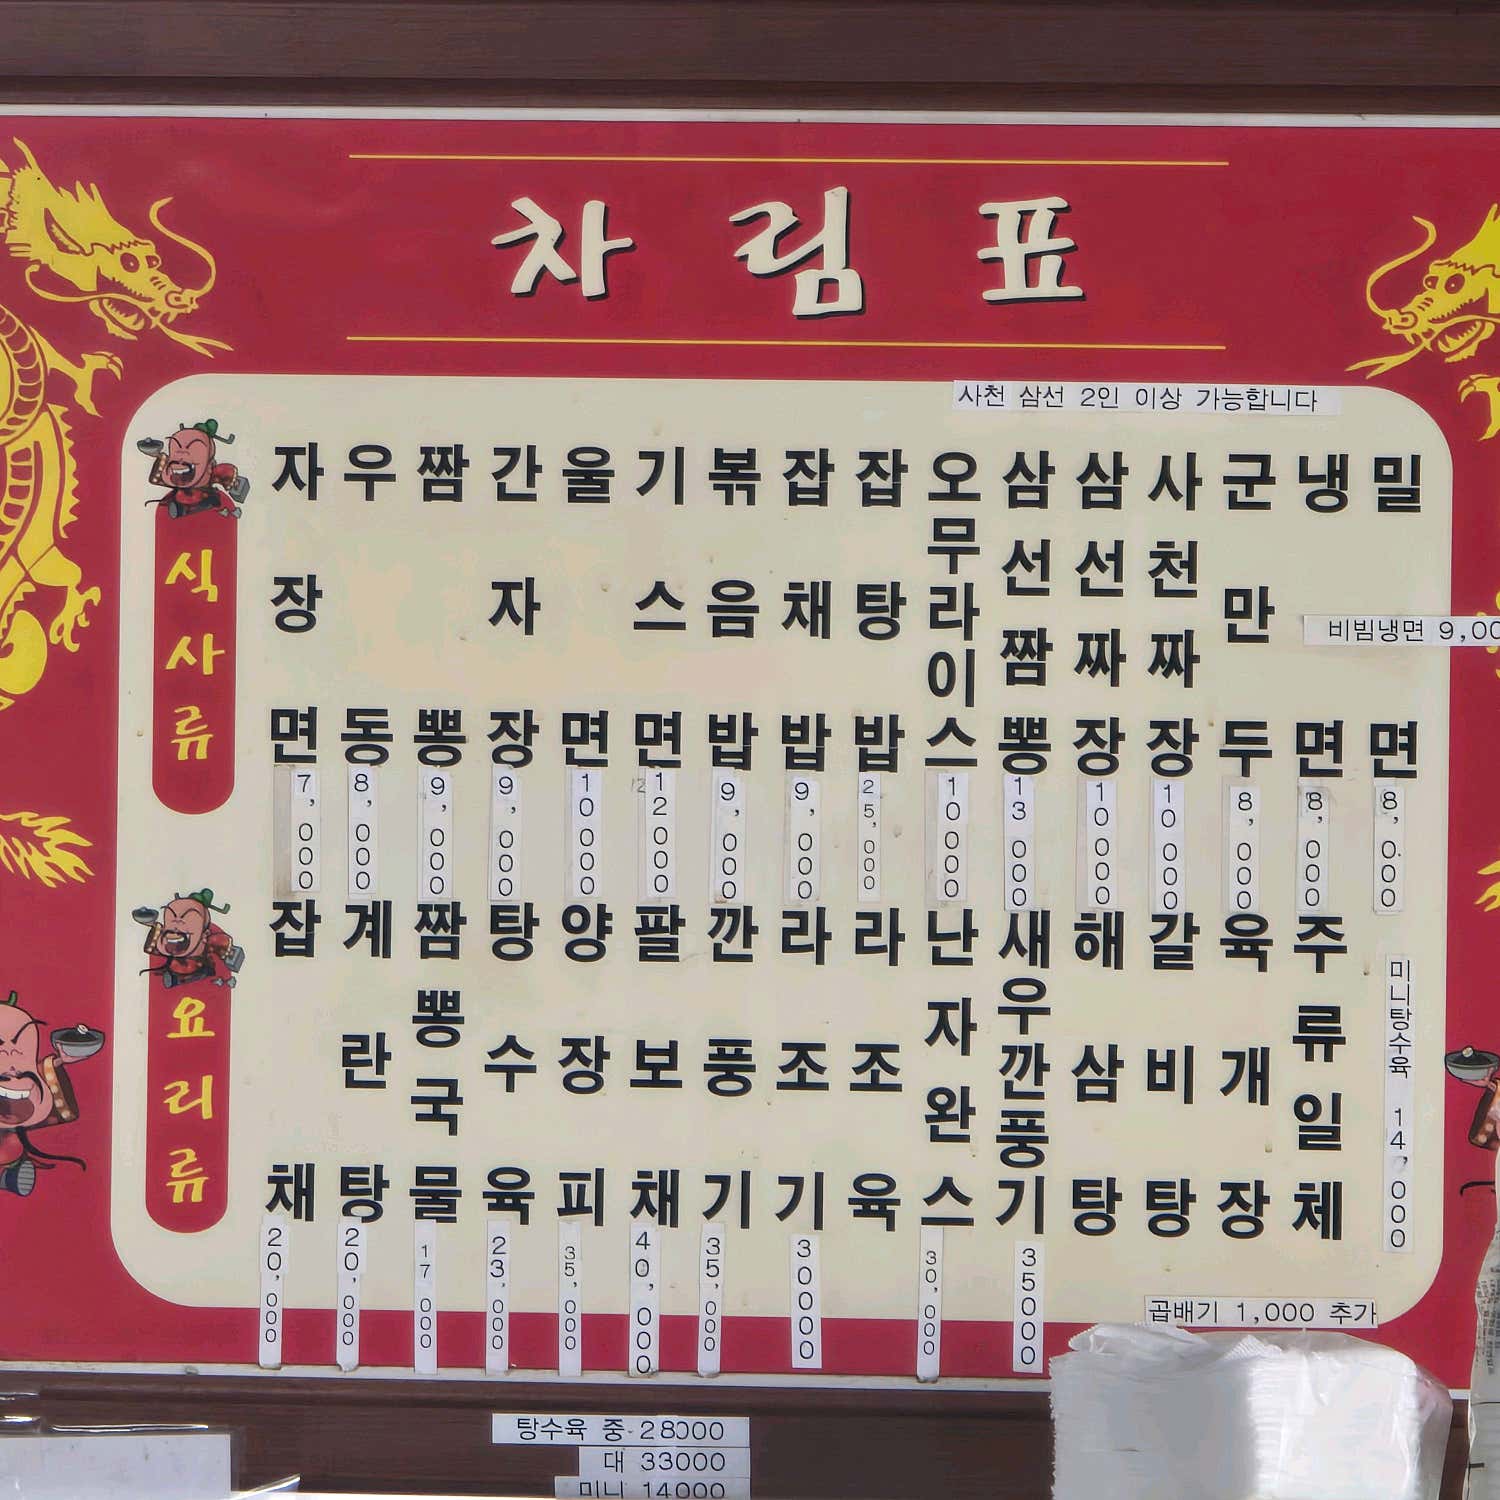 차림표
사천 삼선 2인 이상 가능합니다
식사류
자장면 7,000
우동 8,000
짬뽕 9,000
간자장 9,000
울면 10000
기스면 12000
볶음밥 9,000
잡채밥 9,000
잡탕밥 25,000
오무라이스 10000
삼선짬뽕 13000
삼선짜장 10000
사천짜장 10000
군만두 8,000
냉면 8,000
비빔냉면 9,00
밀면 8,000
요리류
잡채 20,000
계란탕 20,000
짬뽕국물 17,000
탕수육 23,000
양장피 35,000
팔보채 40,000
깐풍기 35,000
라조기 30000
라조육
난자완스 30,000
새우깐풍기 35000
해삼탕
갈비탕
육개장
주류일체
미니탕수육 14,000
곱배기 1,000 추가
탕수육 중 28000
대 33000
미니 14000